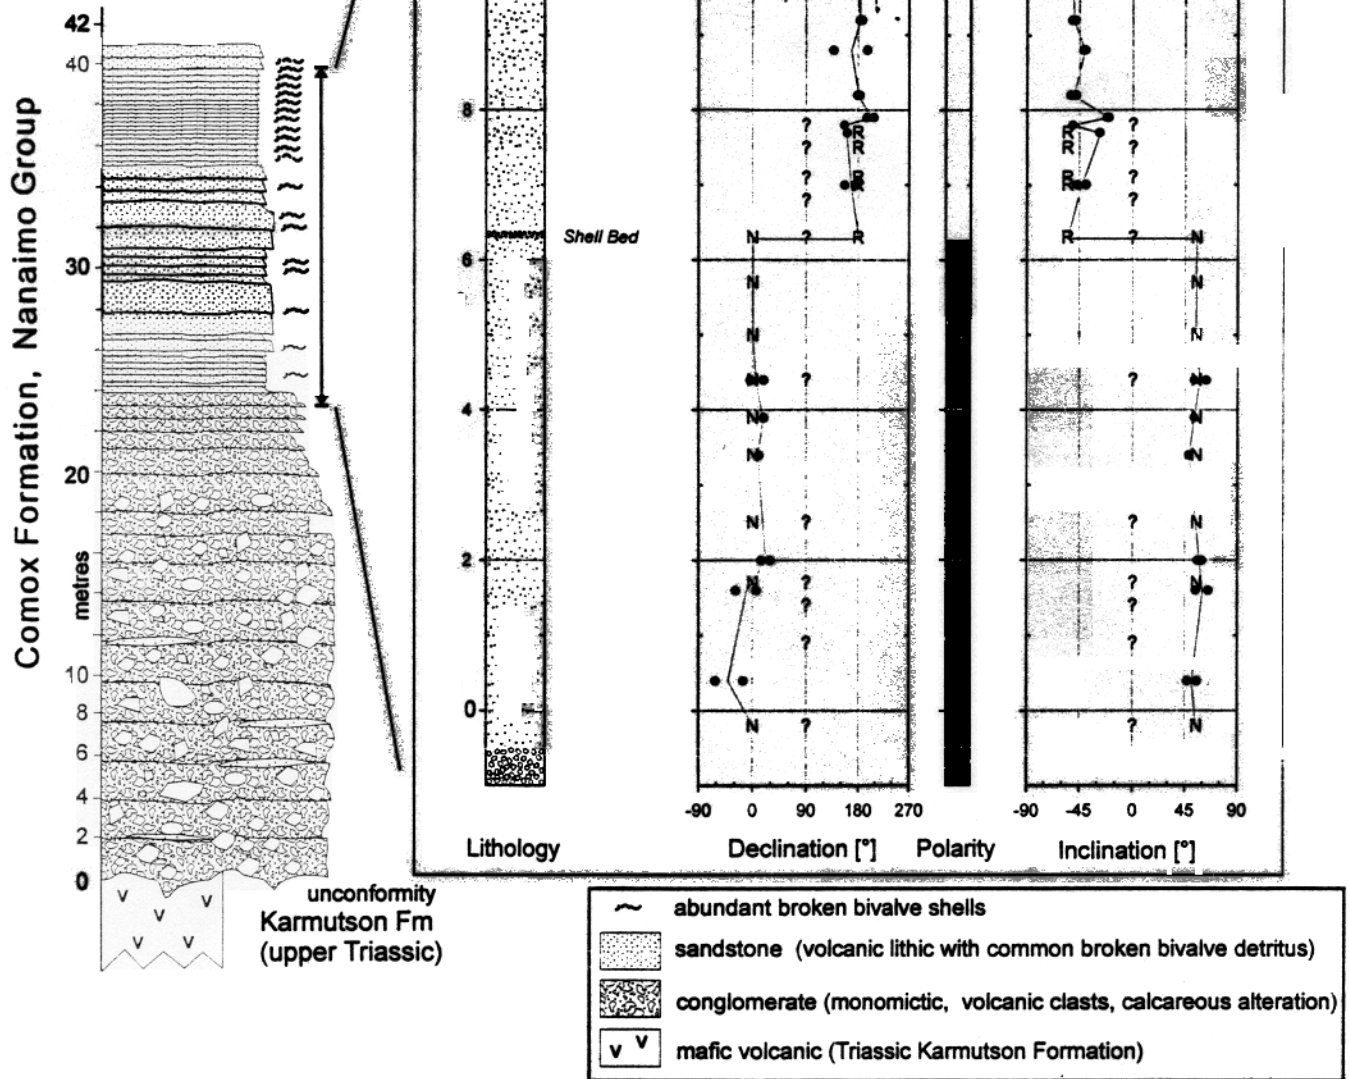 Comox Formation, Nanaimo Group
metres
42
40
30
20
10
8
6
4
2
0
unconformity
Karmutson Fm
(upper Triassic)
8
6
4
2
0
Shell Bed
? R R
? R R ?
? R R ?
? ?
N ? R R ? N
N N
N N
N ? ? N
N N
N N
N ? ? N
N ? ? N
? ?
? ?
N ? ? N
-90 0 90 180 270
-90 -45 0 45 90
Lithology Declination [°] Polarity Inclination [°]
abundant broken bivalve shells
sandstone (volcanic lithic with common broken bivalve detritus)
conglomerate (monomictic, volcanic clasts, calcareous alteration)
v v mafic volcanic (Triassic Karmutson Formation)